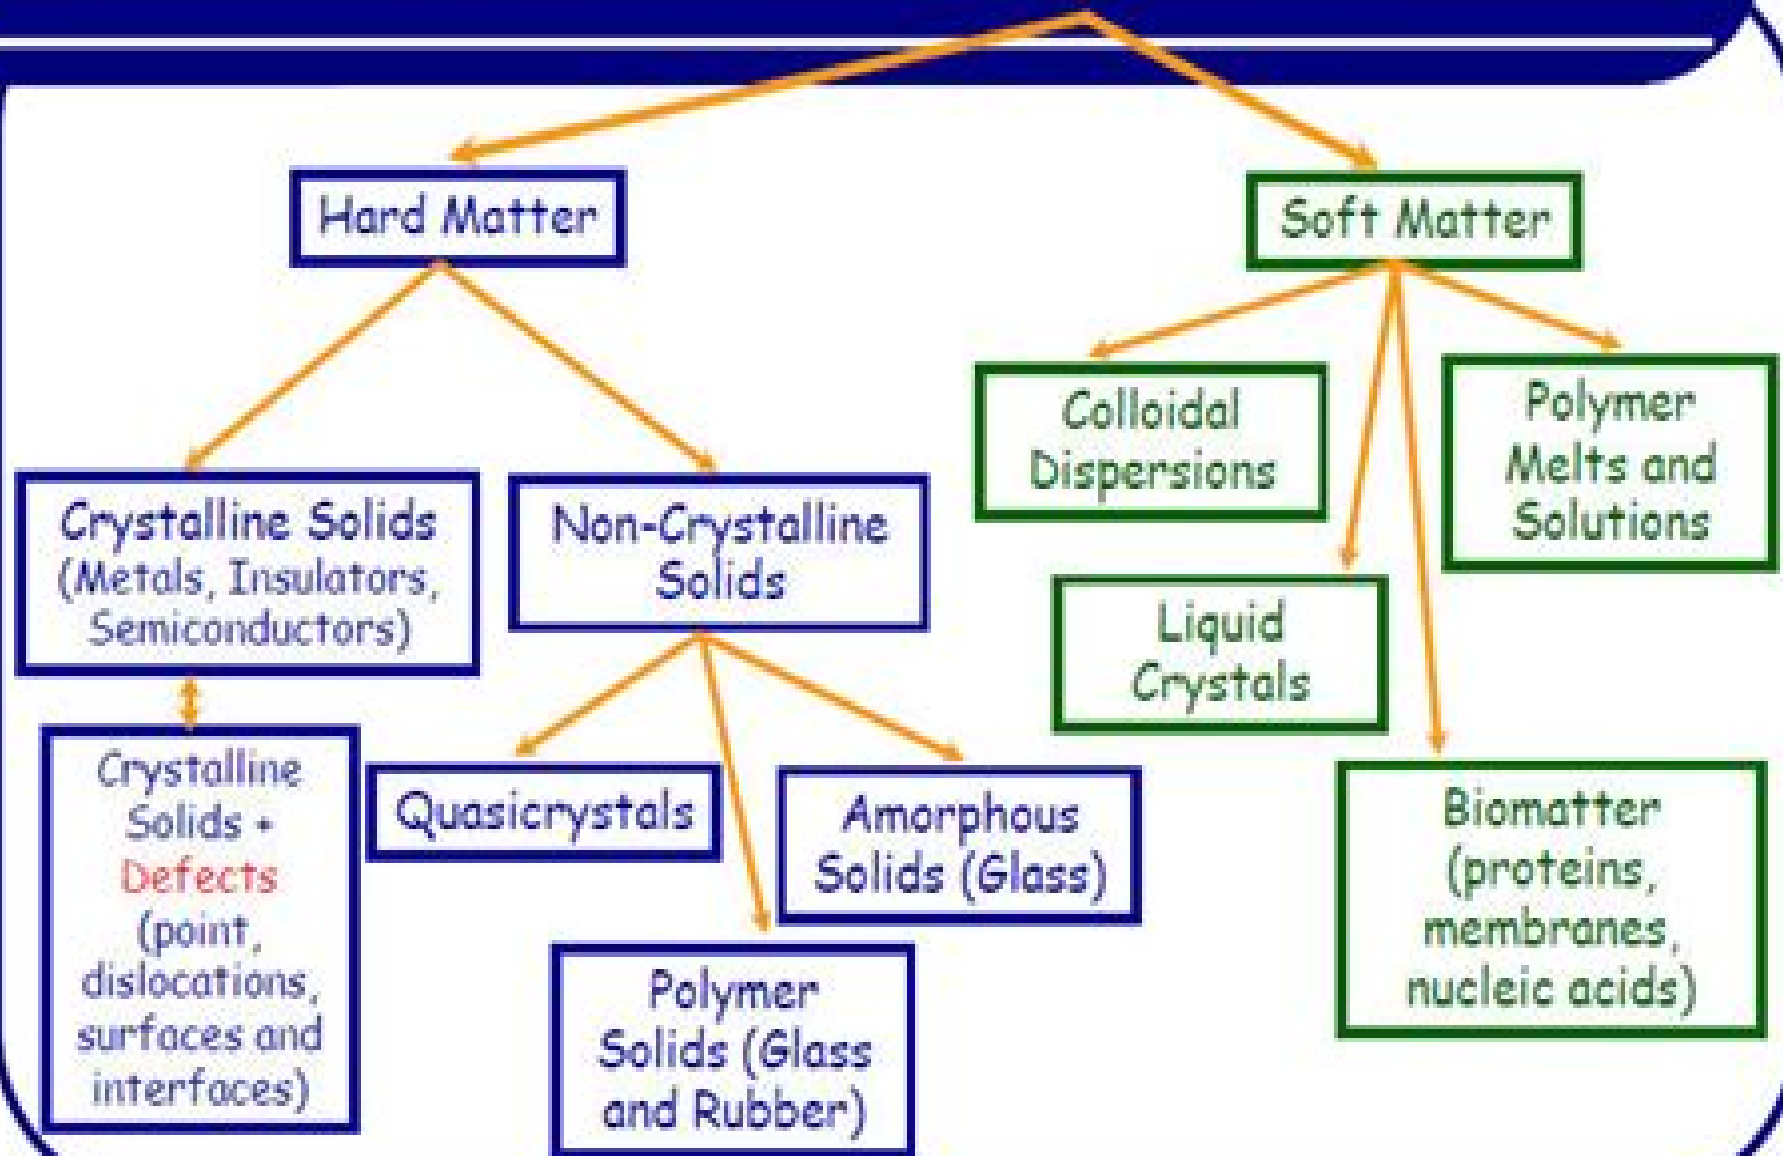 Hard Matter
Soft Matter
Colloidal
Dispersions
Polymer
Melts and
Solutions
Crystalline Solids
(Metals, Insulators,
Semiconductors)
Non-Crystalline
Solids
Liquid
Crystals
Crystalline
Solids +
Defects
(point,
dislocations,
surfaces and
interfaces)
Quasicrystals
Amorphous
Solids (Glass)
Biomatter
(proteins,
membranes,
nucleic acids)
Polymer
Solids (Glass
and Rubber)